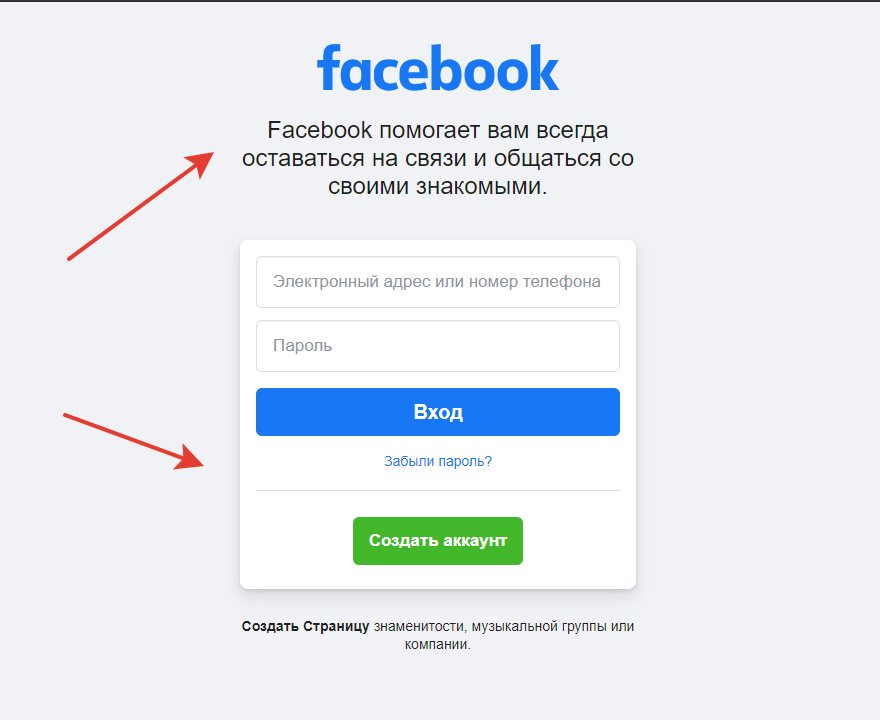 facebook
Facebook помогает вам всегда
оставаться на связи и общаться со
своими знакомыми.
Электронный адрес или номер телефона
Пароль
Вход
Забыли пароль?
Создать аккаунт
Создать Страницу знаменитости, музыкальной группы или
компании.